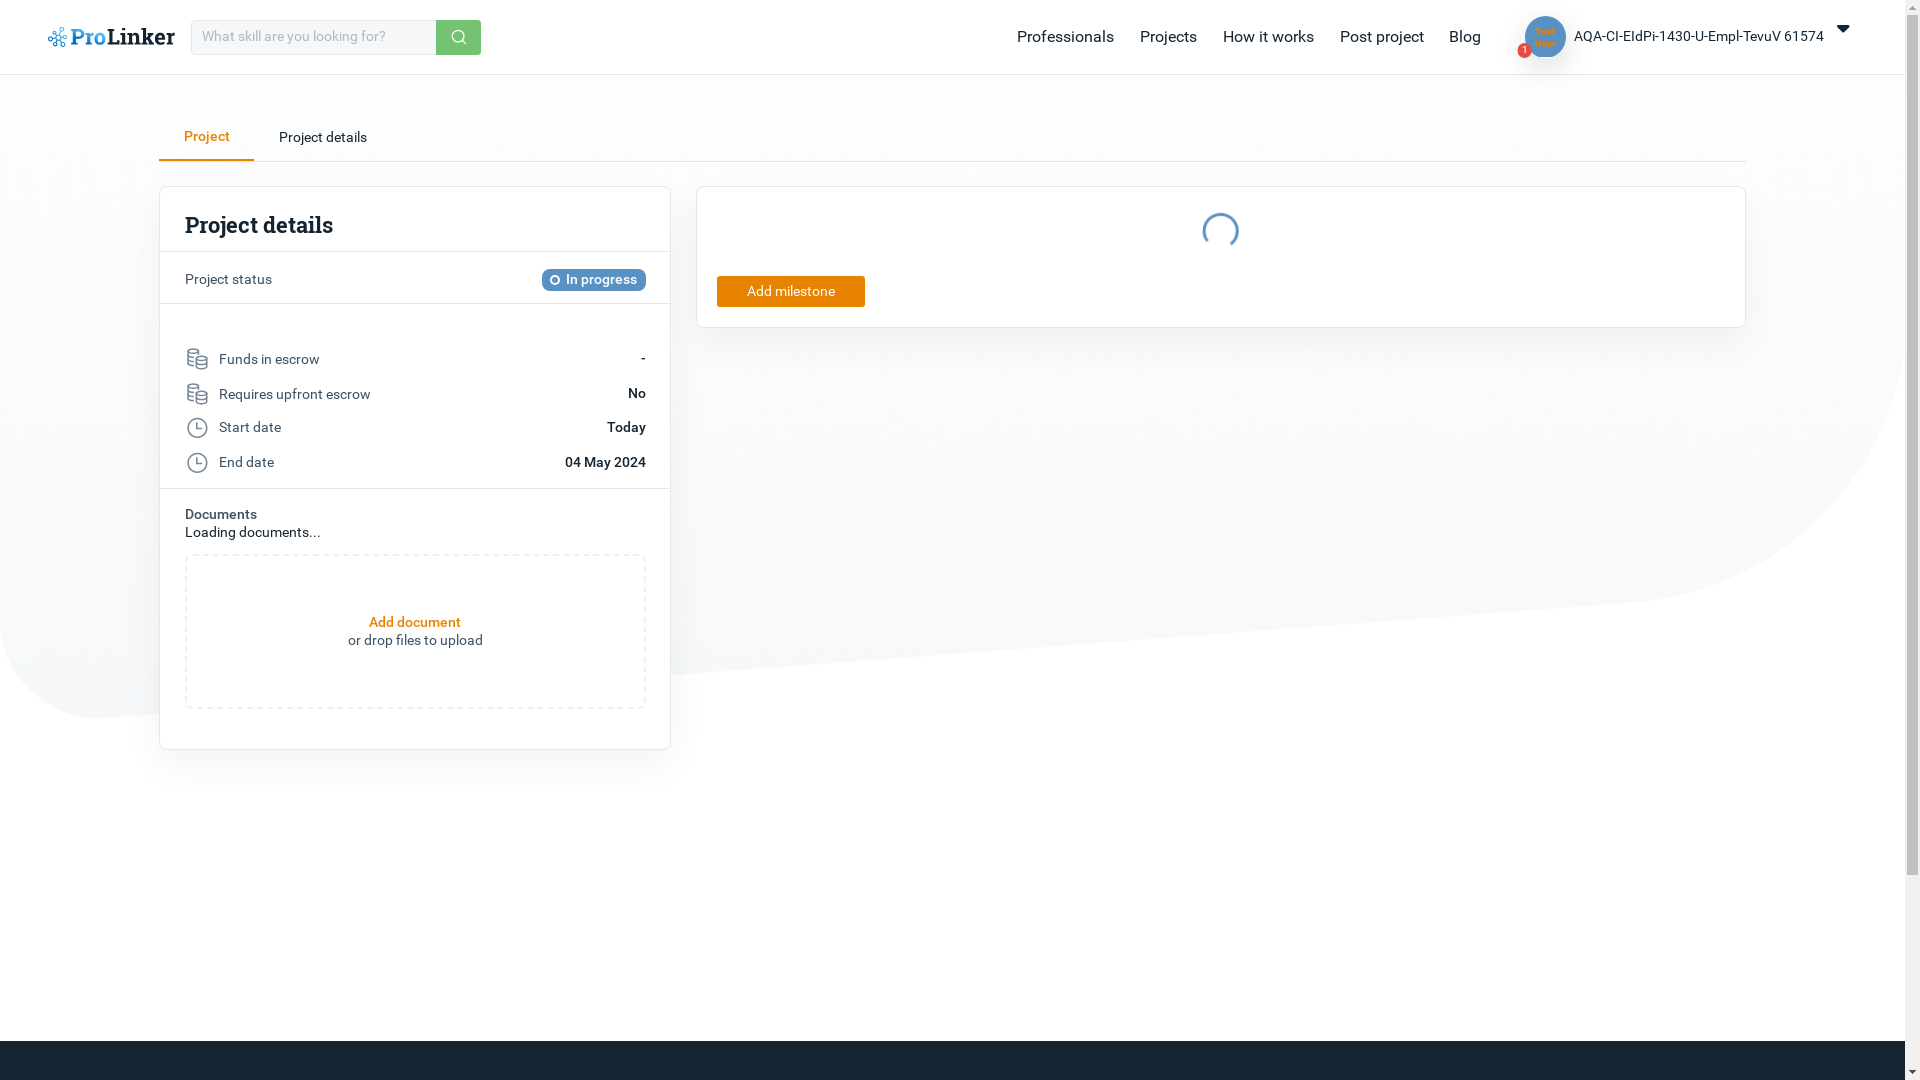 ProLinker
What skill are you looking for?
Professionals
Projects
How it works
Post project
Blog
Test
User
1
AQA-CI-EIdPi-1430-U-Empl-TevuV 61574
Project
Project details
Project details
Project status
In progress
Funds in escrow
-
Requires upfront escrow
No
Start date
Today
End date
04 May 2024
Documents
Loading documents...
Add document
or drop files to upload
Add milestone